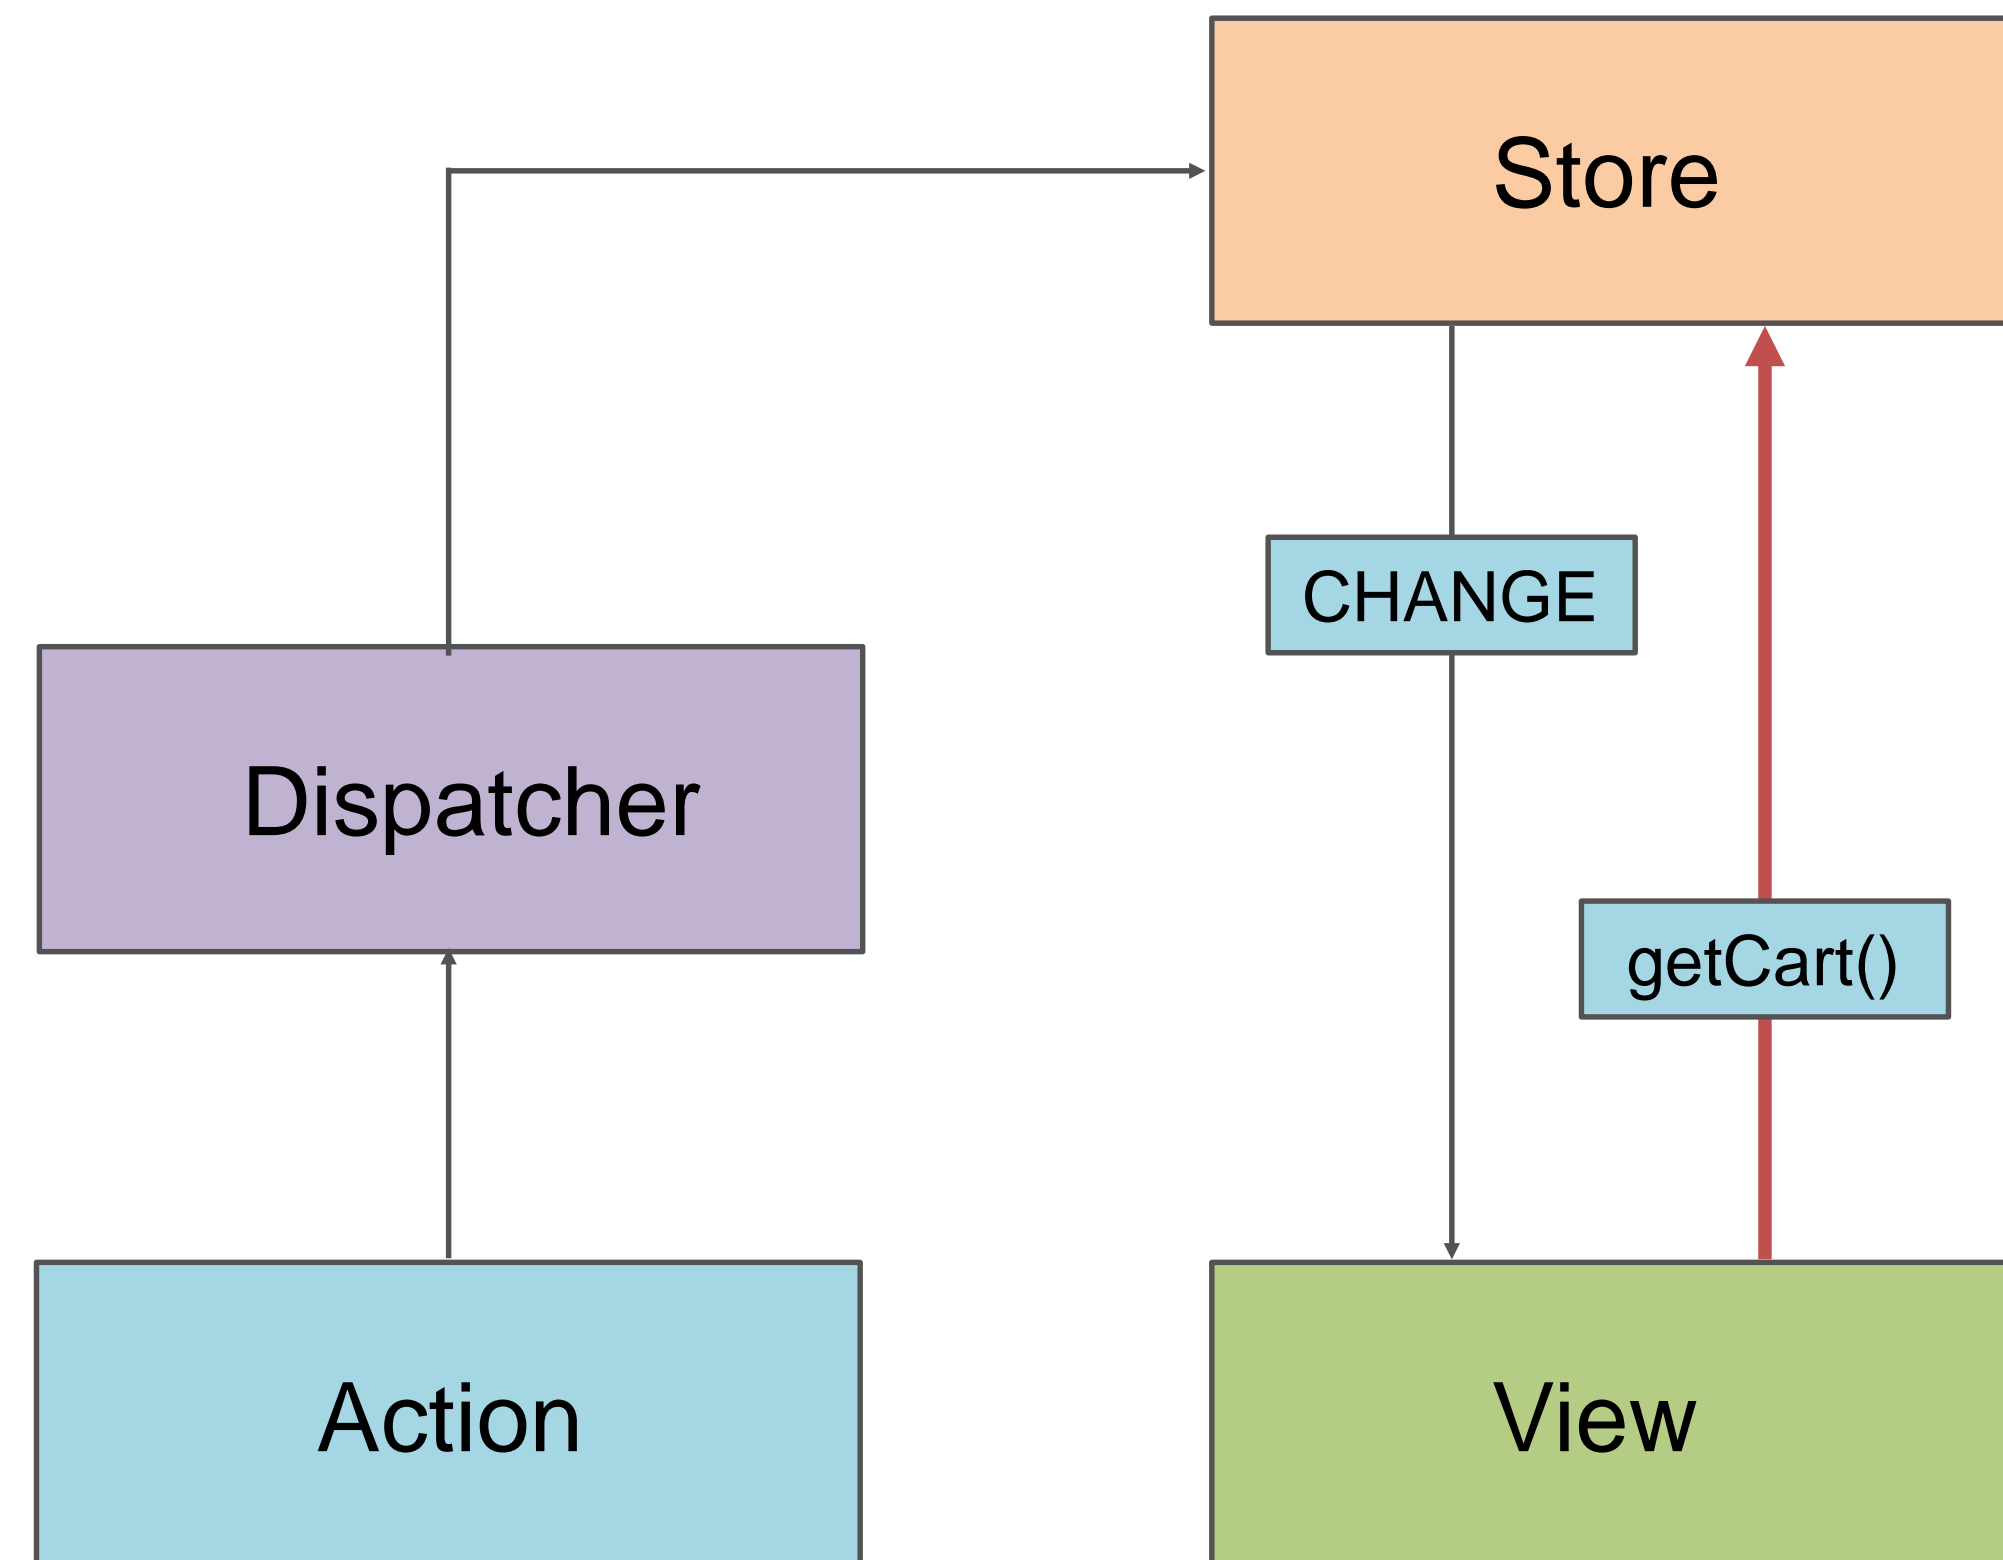 Store
CHANGE
Dispatcher
getCart()
Action
View